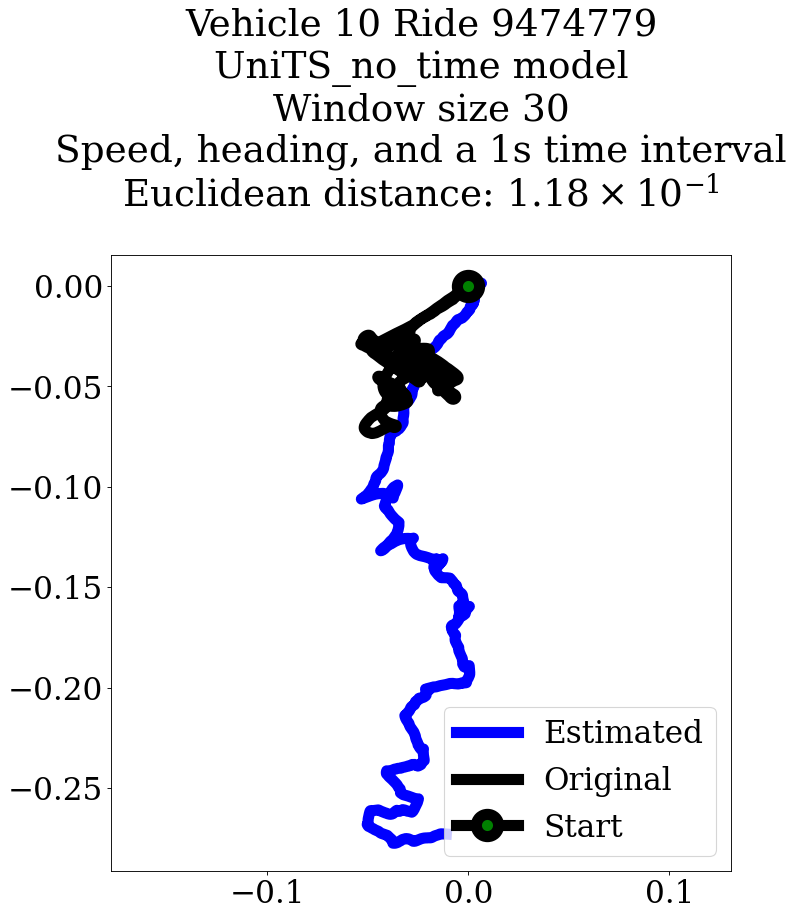 Vehicle 10 Ride 9474779
UniTS_no_time model
Window size 30
Speed, heading, and a 1s time interval
Euclidean distance: 1.18 × 10⁻¹
0.00
−0.05
−0.10
−0.15
−0.20
−0.25
Estimated
Original
Start
−0.1
0.0
0.1